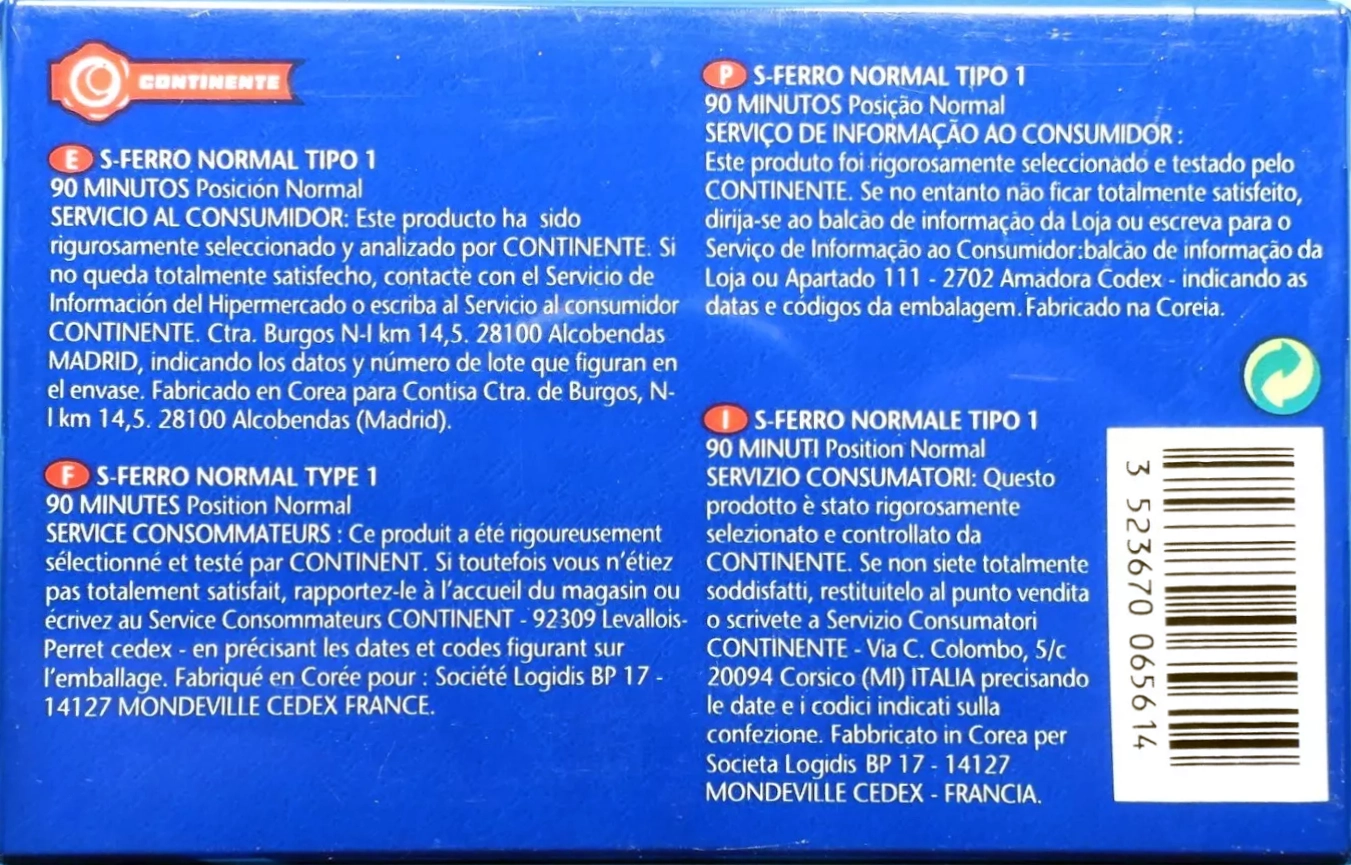 CONTINENTE
E S-FERRO NORMAL TIPO 1
90 MINUTOS Posición Normal
SERVICIO AL CONSUMIDOR: Este producto ha sido
rigurosamente seleccionado y analizado por CONTINENTE. Si
no queda totalmente satisfecho, contacte con el Servicio de
Información del Hipermercado o escriba al Servicio al consumidor
CONTINENTE. Ctra. Burgos N-I km 14,5. 28100 Alcobendas
MADRID, indicando los datos y número de lote que figuran en
el envase. Fabricado en Corea para Contisa Ctra. de Burgos, N-
I km 14,5. 28100 Alcobendas (Madrid).
F S-FERRO NORMAL TYPE 1
90 MINUTES Position Normal
SERVICE CONSOMMATEURS : Ce produit a été rigoureusement
sélectionné et testé par CONTINENT. Si toutefois vous n'étiez
pas totalement satisfait, rapportez-le à l'accueil du magasin ou
écrivez au Service Consommateurs CONTINENT - 92309 Levallois-
Perret cedex - en précisant les dates et codes figurant sur
l'emballage. Fabriqué en Corée pour : Société Logidis BP 17 -
14127 MONDEVILLE CEDEX FRANCE.
P S-FERRO NORMAL TIPO 1
90 MINUTOS Posição Normal
SERVIÇO DE INFORMAÇÃO AO CONSUMIDOR :
Este produto foi rigorosamente seleccionado e testado pelo
CONTINENTE. Se no entanto não ficar totalmente satisfeito,
dirija-se ao balcão de informação da Loja ou escreva para o
Serviço de Informação ao Consumidor:balcão de informação da
Loja ou Apartado 111 - 2702 Amadora Codex - indicando as
datas e códigos da embalagem. Fabricado na Coreia.
I S-FERRO NORMALE TIPO 1
90 MINUTI Position Normal
SERVIZIO CONSUMATORI: Questo
prodotto è stato rigorosamente
selezionato e controllato da
CONTINENTE. Se non siete totalmente
soddisfatti, restituitelo al punto vendita
o scrivete a Servizio Consumatori
CONTINENTE - Via C. Colombo, 5/c
20094 Corsico (MI) ITALIA precisando
le date e i codici indicati sulla
confezione. Fabbricato in Corea per
Societa Logidis BP 17 - 14127
MONDEVILLE CEDEX - FRANCIA.
3 523670 065614